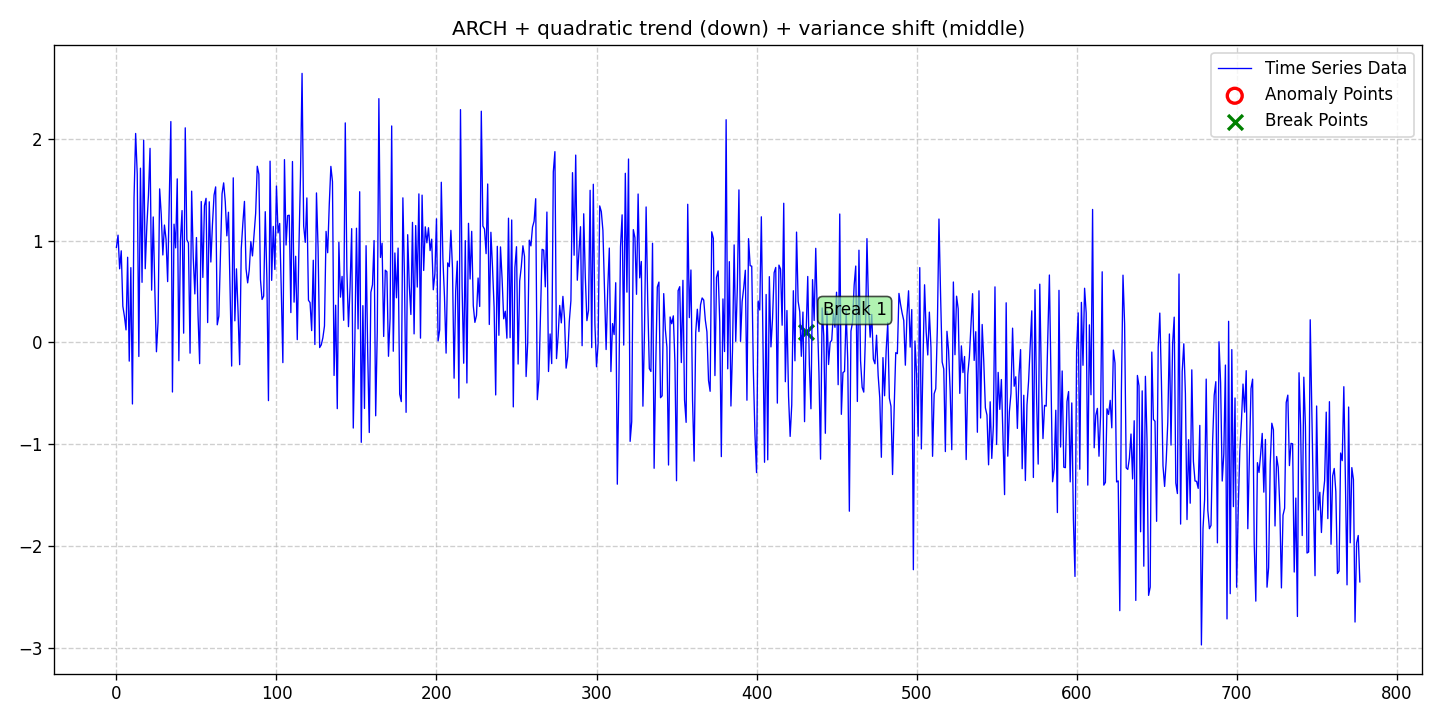 ARCH + quadratic trend (down) + variance shift (middle)
Time Series Data
Anomaly Points
Break Points
Break 1
2
1
0
−1
−2
−3
0 100 200 300 400 500 600 700 800